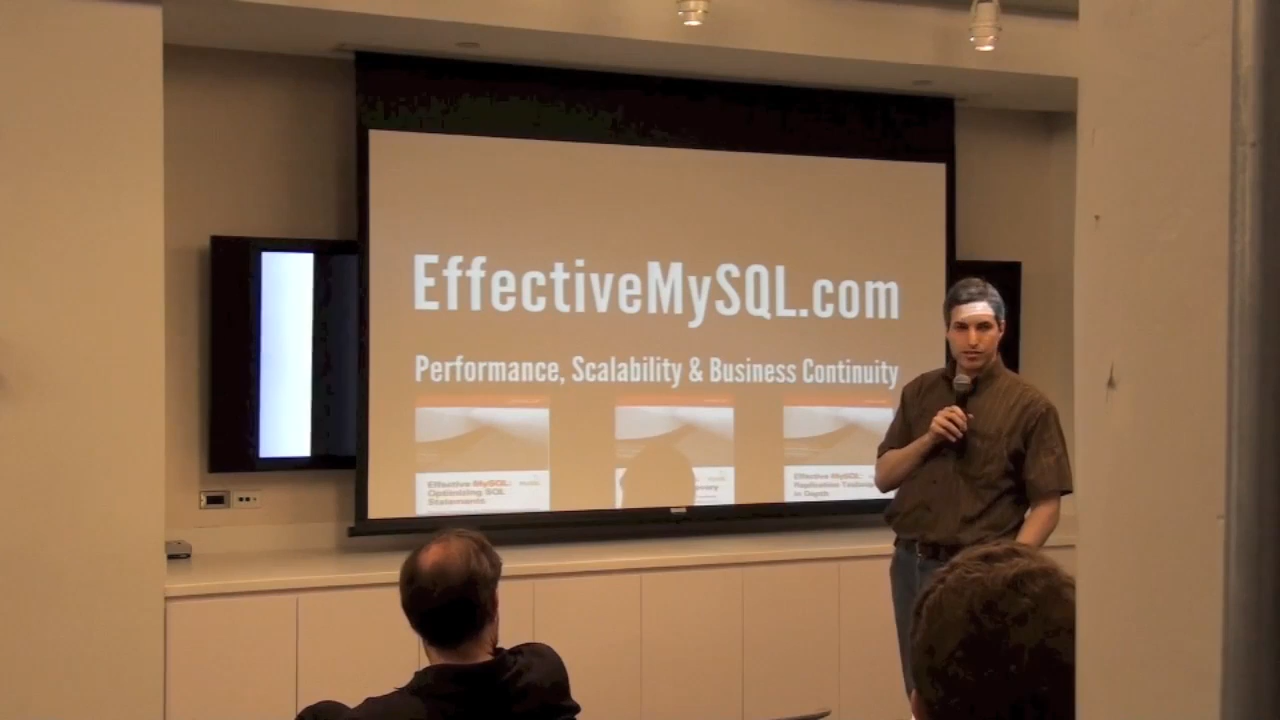 EffectiveMySQL.com
Performance, Scalability & Business Continuity
Effective MySQL:
Optimizing SQL
Statements
Effective MySQL:
Replication Techniques
in Depth